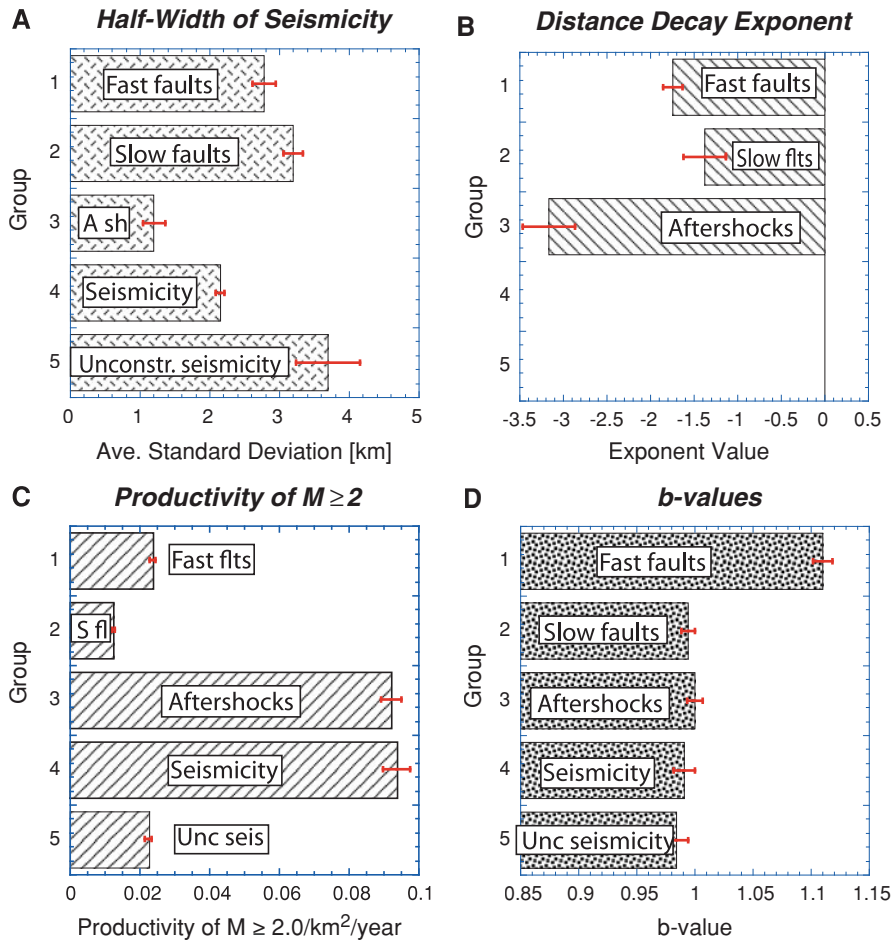 A
Half-Width of Seismicity
1
Fast faults
2
Slow faults
Group
3
A sh
4
Seismicity
5
Unconstr. seismicity
0 1 2 3 4 5
Ave. Standard Deviation [km]
B
Distance Decay Exponent
1
Fast faults
2
Slow flts
Group
3
Aftershocks
4
5
-3.5 -3 -2.5 -2 -1.5 -1 -0.5 0 0.5
Exponent Value
C
Productivity of M ≥2
1
Fast flts
2
S fl
Group
3
Aftershocks
4
Seismicity
5
Unc seis
0 0.02 0.04 0.06 0.08 0.1
Productivity of M ≥ 2.0/km²/year
D
b-values
1
Fast faults
2
Slow faults
Group
3
Aftershocks
4
Seismicity
5
Unc seismicity
0.85 0.9 0.95 1 1.05 1.1 1.15
b-value